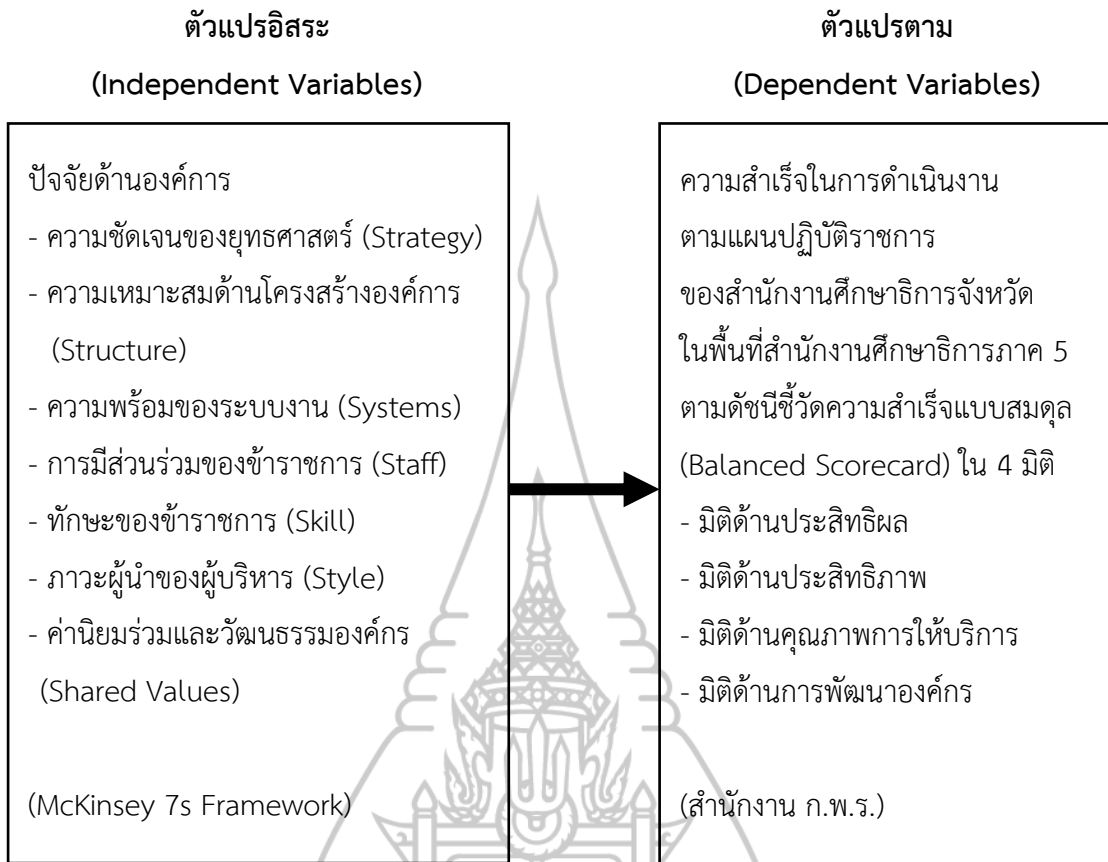 ตัวแปรอิสระ
(Independent Variables)
ปัจจัยด้านองค์การ
- ความชัดเจนของยุทธศาสตร์ (Strategy)
- ความเหมาะสมด้านโครงสร้างองค์การ
(Structure)
- ความพร้อมของระบบงาน (Systems)
- การมีส่วนร่วมของข้าราชการ (Staff)
- ทักษะของข้าราชการ (Skill)
- ภาวะผู้นำของผู้บริหาร (Style)
- ค่านิยมร่วมและวัฒนธรรมองค์กร
(Shared Values)
(McKinsey 7s Framework)
ตัวแปรตาม
(Dependent Variables)
ความสำเร็จในการดำเนินงาน
ตามแผนปฏิบัติราชการ
ของสำนักงานศึกษาธิการจังหวัด
ในพื้นที่สำนักงานศึกษาธิการภาค 5
ตามดัชนีชี้วัดความสำเร็จแบบสมดุล
(Balanced Scorecard) ใน 4 มิติ
- มิติด้านประสิทธิผล
- มิติด้านประสิทธิภาพ
- มิติด้านคุณภาพการให้บริการ
- มิติด้านการพัฒนาองค์กร
(สำนักงาน ก.พ.ร.)